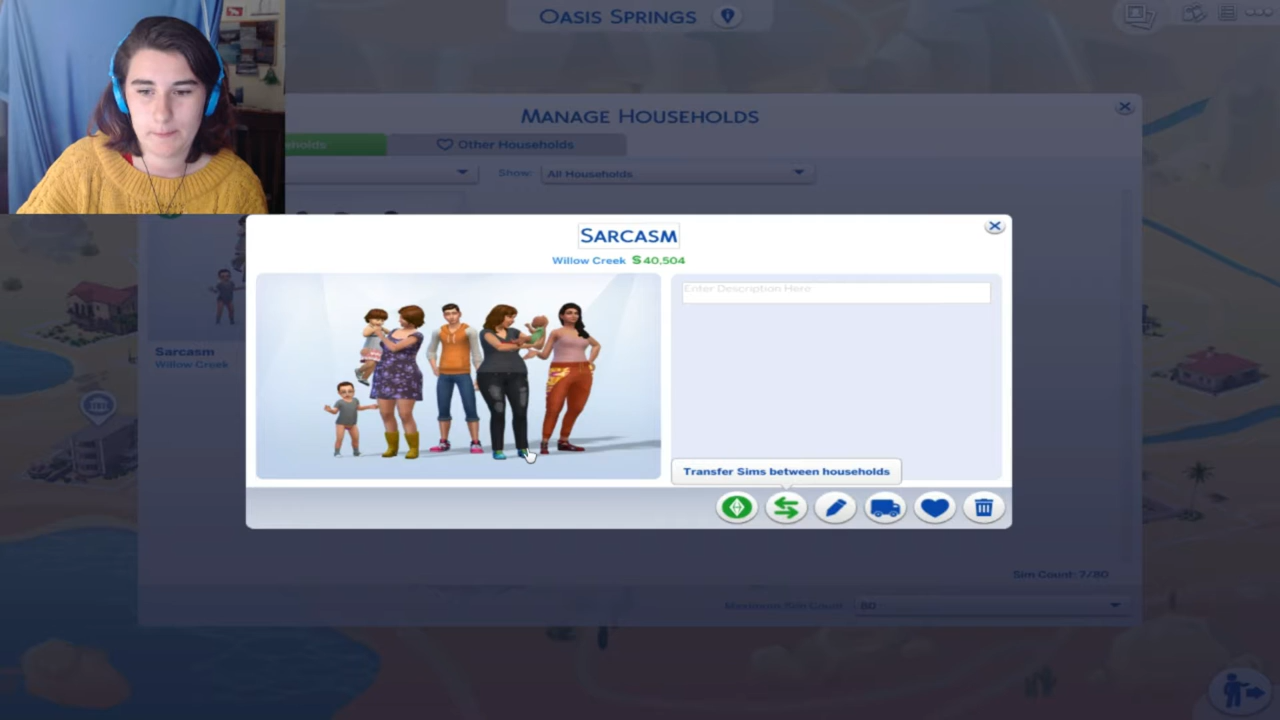 OASIS SPRINGS
MANAGE HOUSEHOLDS
Other Households
Show: All Households
SARCASM
Willow Creek $40,504
Enter Description Here
Sarcasm
Willow Creek
Transfer Sims between households
Sim Count: 7/80
Maximum Sim Count 80